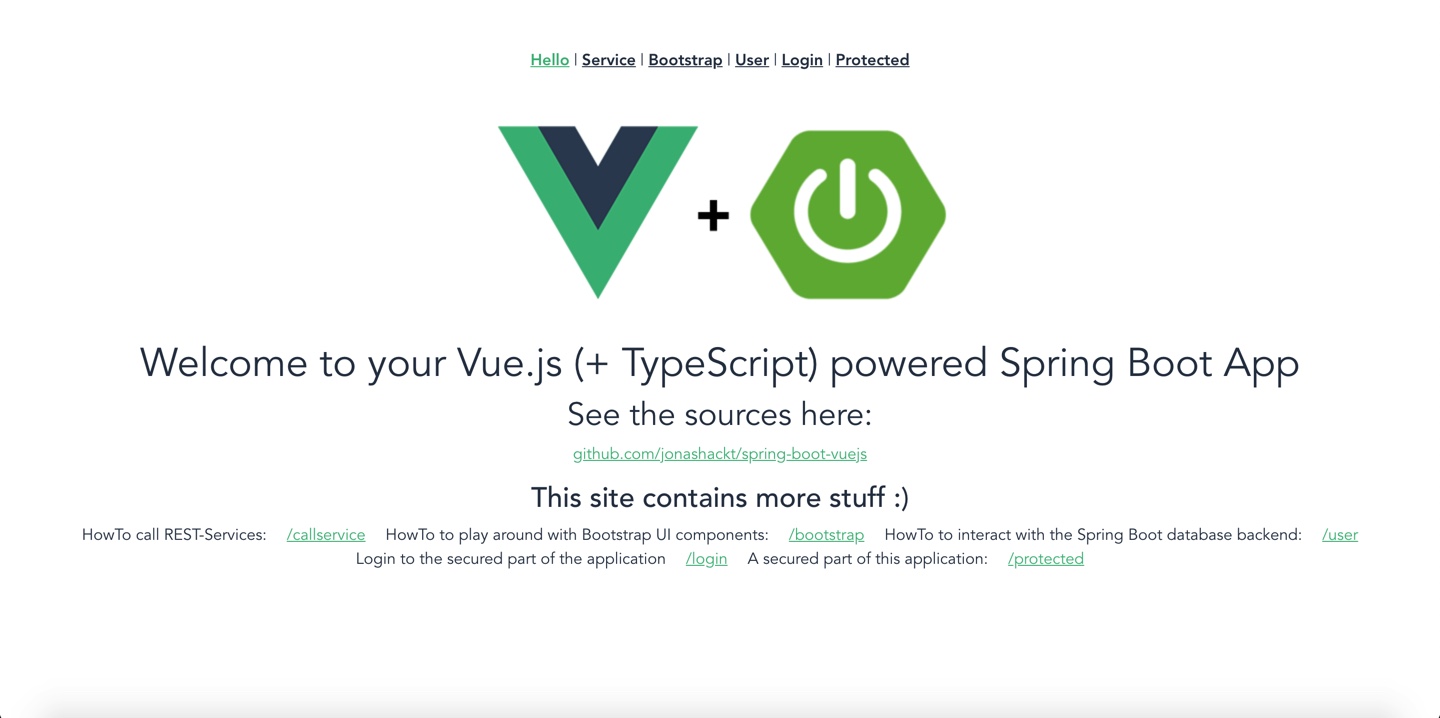 Hello | Service | Bootstrap | User | Login | Protected
+
Welcome to your Vue.js (+ TypeScript) powered Spring Boot App
See the sources here:
github.com/jonashackt/spring-boot-vuejs
This site contains more stuff :)
HowTo call REST-Services: /callservice HowTo to play around with Bootstrap UI components: /bootstrap HowTo to interact with the Spring Boot database backend: /user
Login to the secured part of the application /login A secured part of this application: /protected